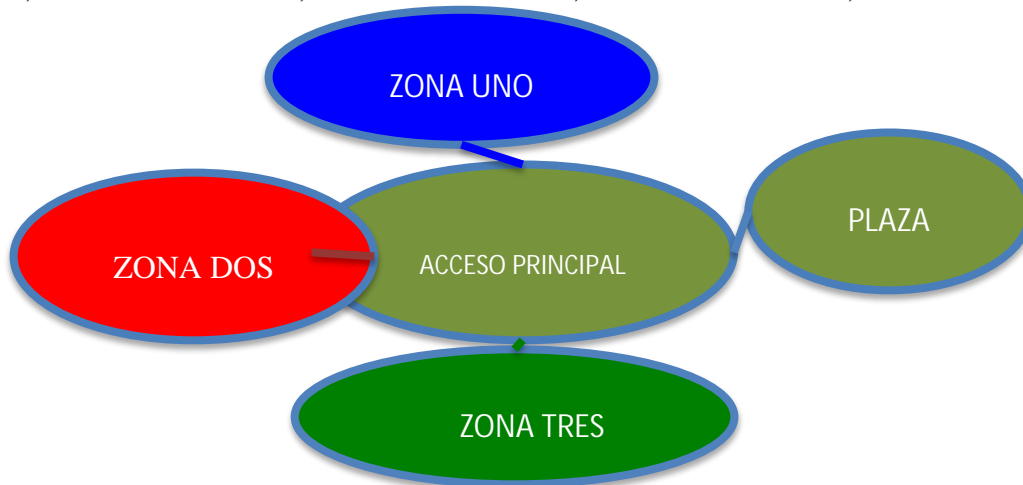 ZONA UNO
PLAZA
ZONA DOS
ACCESO PRINCIPAL
ZONA TRES